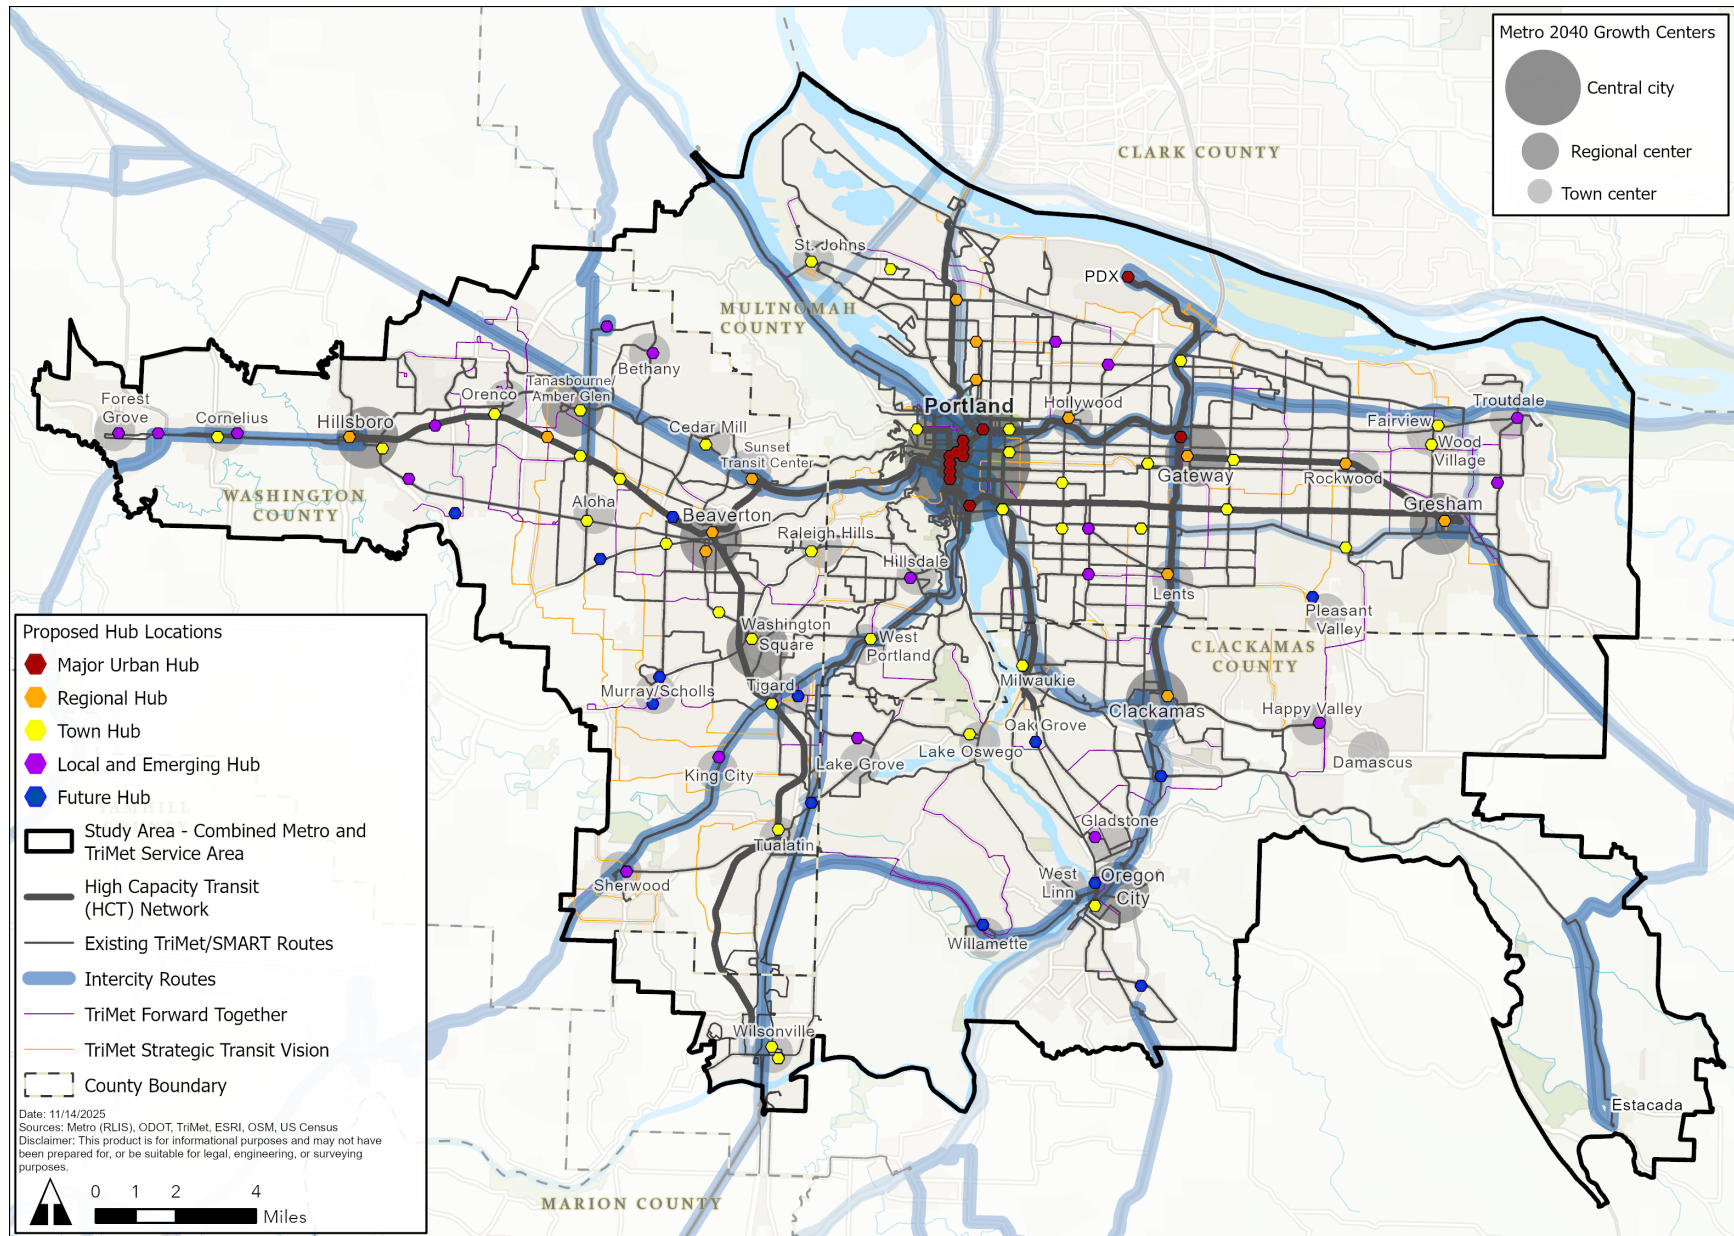 Metro 2040 Growth Centers
Central city
Regional center
Town center
CLARK COUNTY
St. Johns
PDX
MULTNOMAH
COUNTY
Bethany
Tanasbourne/
Amber Glen
Orenco
Forest
Grove
Cornelius
Hillsboro
Cedar Mill
Sunset
Transit Center
Portland
Hollywood
Troutdale
Fairview
Wood
Village
Gateway
Rockwood
Gresham
WASHINGTON
COUNTY
Aloha
Beaverton
Raleigh Hills
Hillsdale
Lents
Pleasant
Valley
Washington
Square
West
Portland
CLACKAMAS
COUNTY
Milwaukie
Murray/Scholls
Tigard
Clackamas
Happy Valley
Oak Grove
Lake Oswego
Lake Grove
King City
Damascus
Gladstone
Tualatin
West
Linn
Oregon
City
Sherwood
Willamette
Wilsonville
Estacada
MARION COUNTY
Proposed Hub Locations
Major Urban Hub
Regional Hub
Town Hub
Local and Emerging Hub
Future Hub
Study Area - Combined Metro and
TriMet Service Area
High Capacity Transit
(HCT) Network
Existing TriMet/SMART Routes
Intercity Routes
TriMet Forward Together
TriMet Strategic Transit Vision
County Boundary
Date: 11/14/2025
Sources: Metro (RLIS), ODOT, TriMet, ESRI, OSM, US Census
Disclaimer: This product is for informational purposes and may not have
been prepared for, or be suitable for legal, engineering, or surveying
purposes.
0 1 2 4
Miles